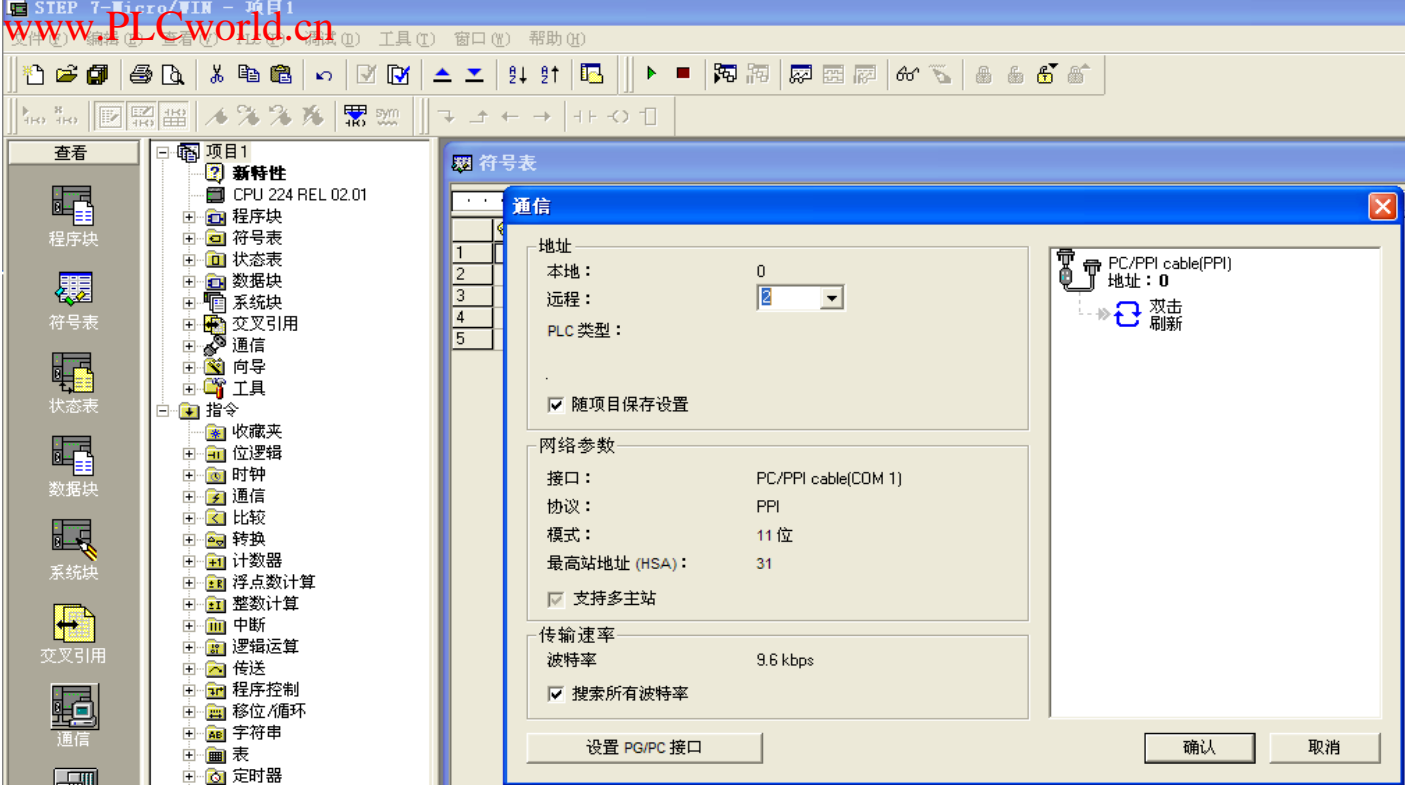 STEP 7-Micro/WIN - 项目1
www.PLCworld.cn
文件(F) 编辑(E) 查看(V) PLC(P) 调试(D) 工具(T) 窗口(W) 帮助(H)
sym
查看
程序块
符号表
状态表
数据块
系统块
交叉引用
通信
项目1
新特性
CPU 224 REL 02.01
程序块
符号表
状态表
数据块
系统块
交叉引用
通信
向导
工具
指令
收藏夹
位逻辑
时钟
通信
比较
转换
计数器
浮点数计算
整数计算
中断
逻辑运算
传送
程序控制
移位/循环
字符串
表
定时器
符号表
1
2
3
4
5
通信
地址
本地： 0
远程： 2
PLC 类型：
随项目保存设置
网络参数
接口： PC/PPI cable(COM 1)
协议： PPI
模式： 11 位
最高站地址 (HSA)： 31
支持多主站
传输速率
波特率 9.6 kbps
搜索所有波特率
设置 PG/PC 接口
PC/PPI cable(PPI)
地址：0
双击
刷新
确认 取消